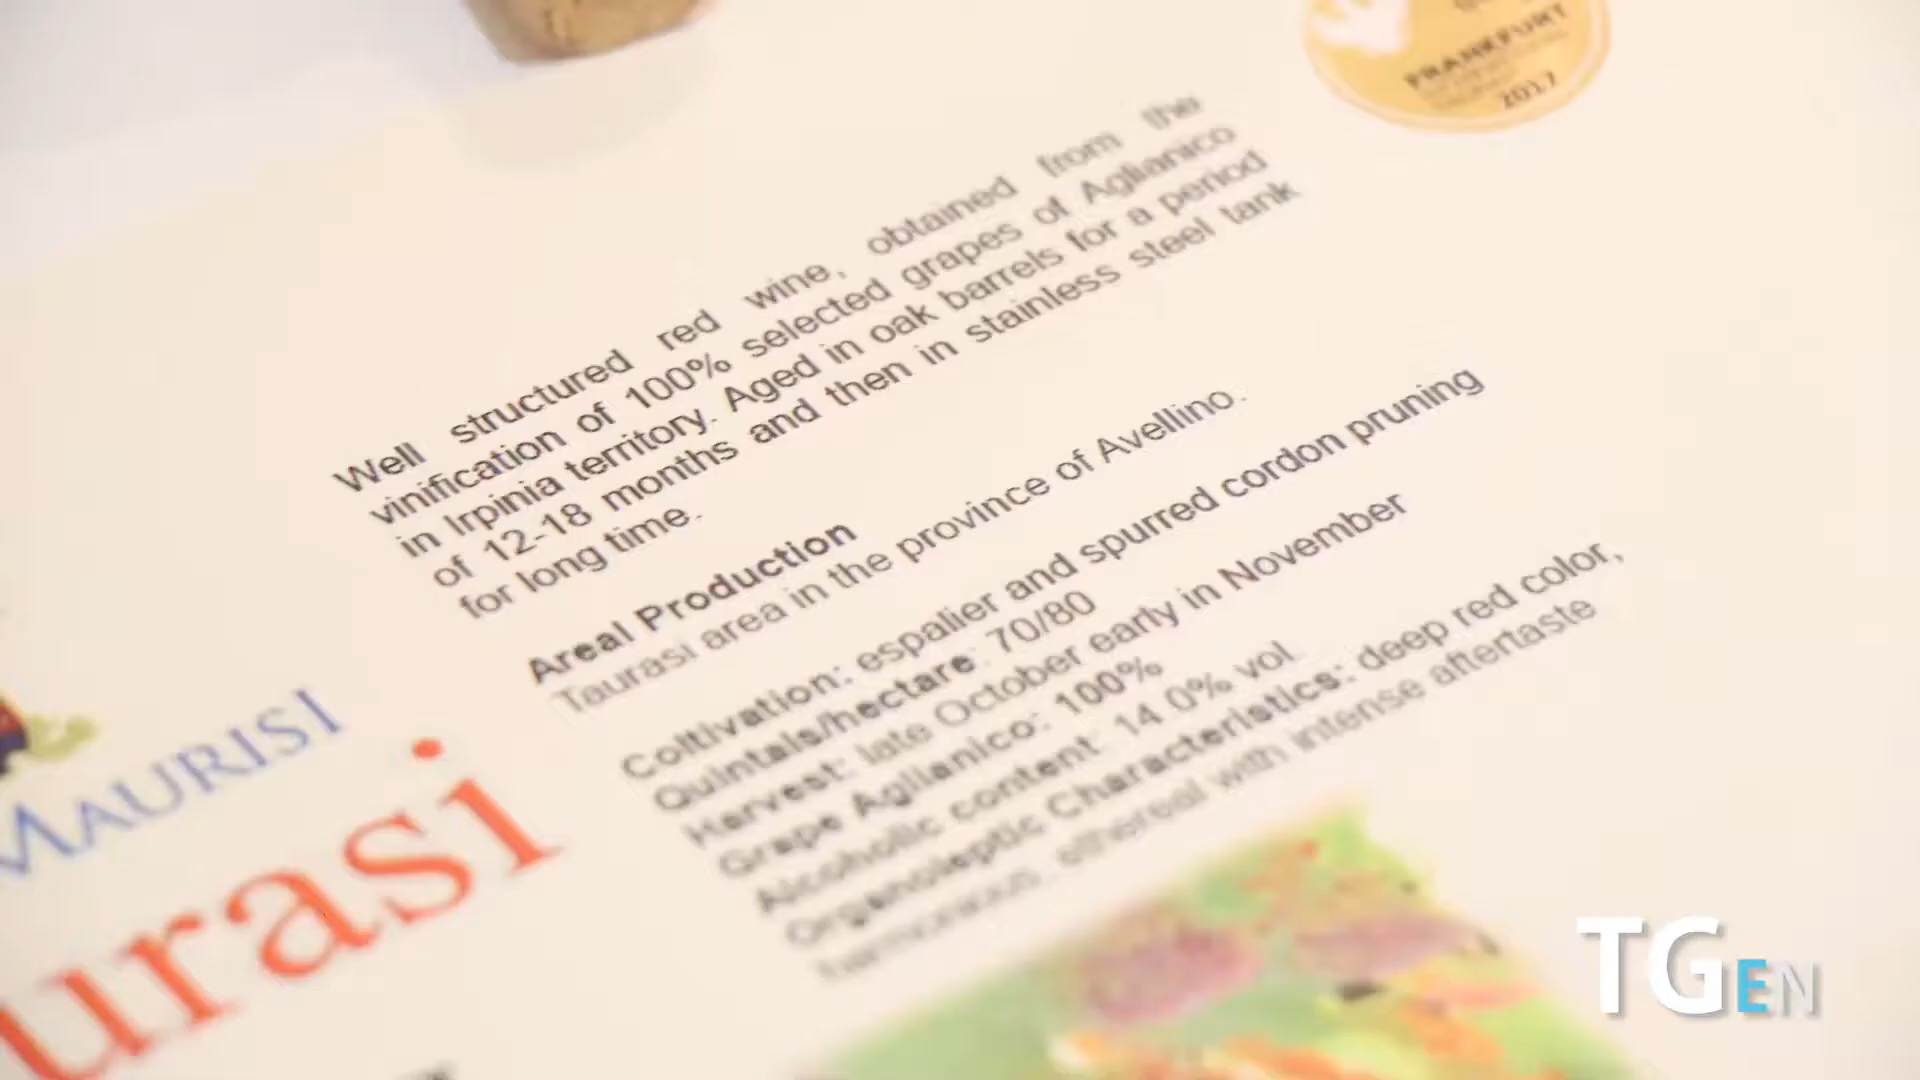 FRANKFURT
2017
Well structured red wine, obtained from the
vinification of 100% selected grapes of Aglianico
in Irpinia territory. Aged in oak barrels for a period
of 12-18 months and then in stainless steel tank
for long time.
Areal Production
Taurasi area in the province of Avellino.
Coltivation: espalier and spurred cordon pruning
Quintals/hectare: 70/80
Harvest: late October early in November
Grape Aglianico: 100%
Alcoholic content: 14.0% vol.
Organoleptic Characteristics: deep red color,
harmonious, ethereal with intense aftertaste
MAURISI
urasi
TGEN